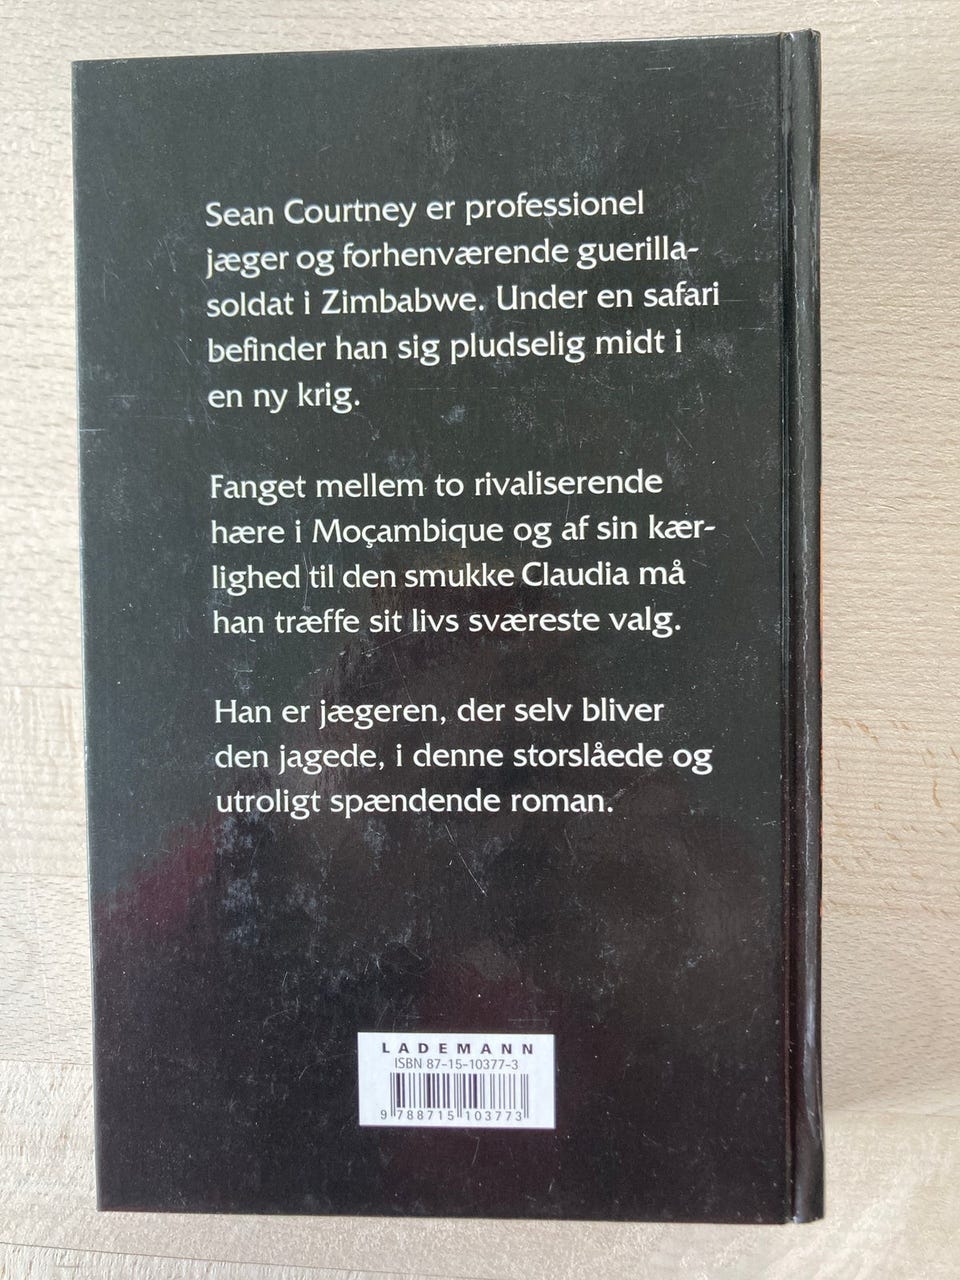 Sean Courtney er professionel
jæger og forhenværende guerilla-
soldat i Zimbabwe. Under en safari
befinder han sig pludselig midt i
en ny krig.
Fanget mellem to rivaliserende
hære i Moçambique og af sin kær-
lighed til den smukke Claudia må
han træffe sit livs sværeste valg.
Han er jægeren, der selv bliver
den jagede, i denne storslåede og
utroligt spændende roman.
LADEMANN
ISBN 87-15-10377-3
9 788715 103773